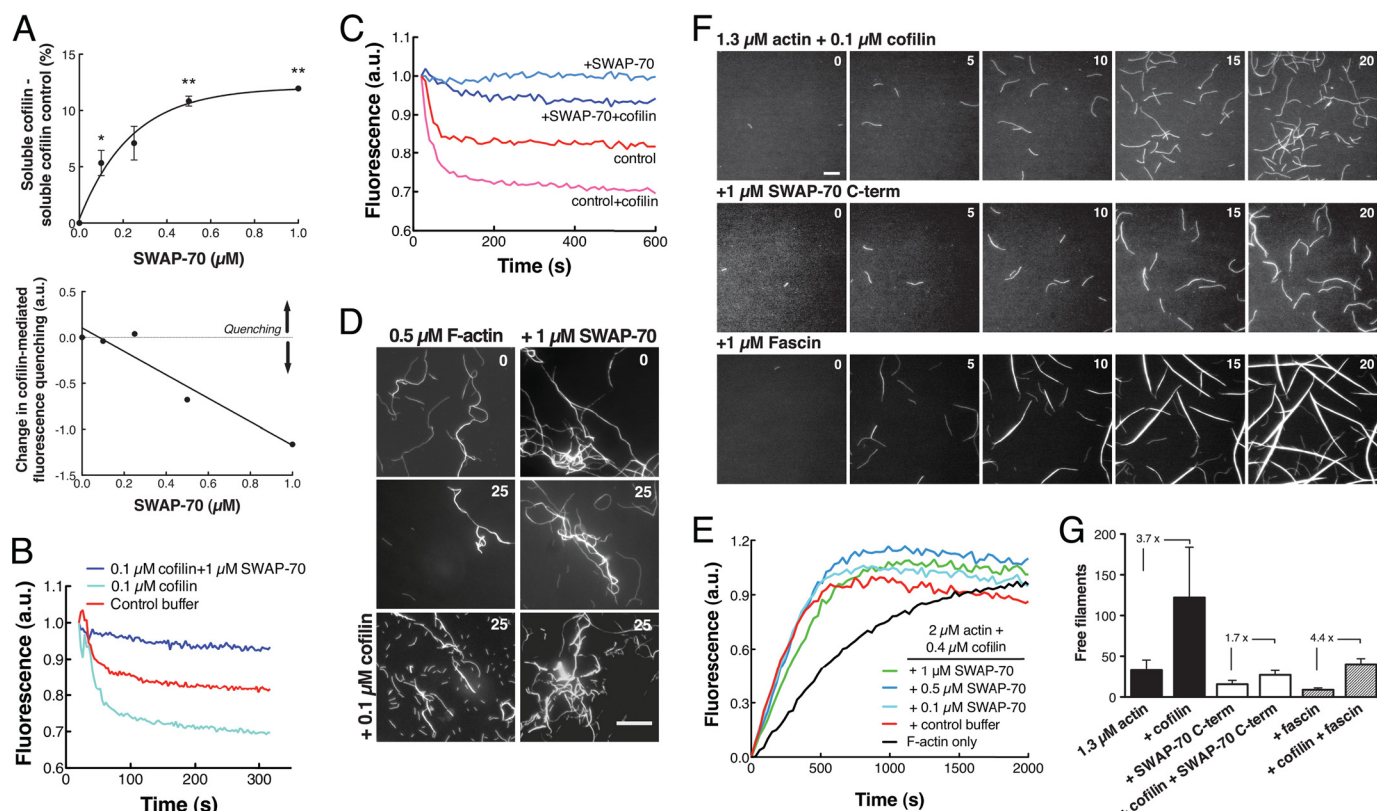 A
Soluble cofilin -
soluble cofilin control (%)
15
10
5
0
*
**
**
0.0 0.2 0.4 0.6 0.8 1.0
SWAP-70 (µM)
Change in cofilin-mediated
fluorescence quenching (a.u.)
0.5
0.0
-0.5
-1.0
-1.5
Quenching
0.0 0.2 0.4 0.6 0.8 1.0
SWAP-70 (µM)
B
0.1 µM cofilin+1 µM SWAP-70
0.1 µM cofilin
Control buffer
Fluorescence (a.u.)
1.1
1.0
0.9
0.8
0.7
0.6
0 100 200 300
Time (s)
C
Fluorescence (a.u.)
1.1
1.0
0.9
0.8
0.7
0.6
+SWAP-70
+SWAP-70+cofilin
control
control+cofilin
0 200 400 600
Time (s)
D
0.5 µM F-actin + 1 µM SWAP-70
0 0
25 25
25 25
+ 0.1 µM cofilin
F
1.3 µM actin + 0.1 µM cofilin
0 5 10 15 20
+1 µM SWAP-70 C-term
0 5 10 15 20
+1 µM Fascin
0 5 10 15 20
E
Fluorescence (a.u.)
1.2
0.9
0.6
0.3
0.0
2 µM actin +
0.4 µM cofilin
+ 1 µM SWAP-70
+ 0.5 µM SWAP-70
+ 0.1 µM SWAP-70
+ control buffer
F-actin only
0 500 1000 1500 2000
Time (s)
G
Free filaments
200
150
100
50
0
3.7 x
1.7 x
4.4 x
1.3 µM actin
+ cofilin
+ SWAP-70 C-term
cofilin + SWAP-70 C-term
+ fascin
+ cofilin + fascin